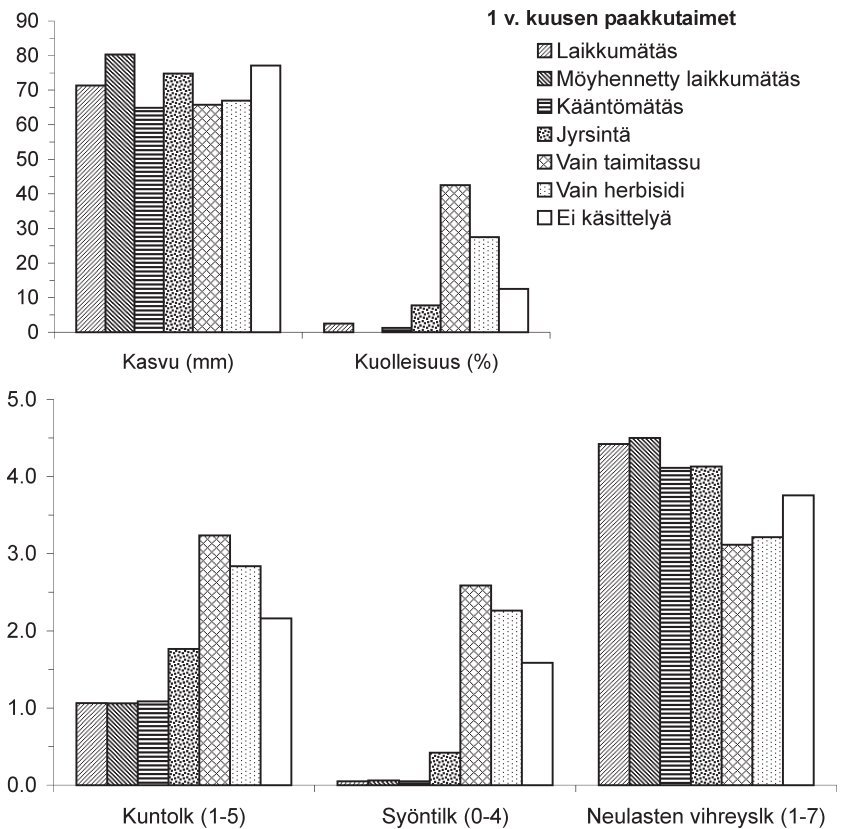 1 v. kuusen paakkutaimet
Laikkumätäs
Möyhennetty laikkumätäs
Kääntömätäs
Jyrsintä
Vain taimitassu
Vain herbisidi
Ei käsittelyä
90
80
70
60
50
40
30
20
10
0
Kasvu (mm) Kuolleisuus (%)
5.0
4.0
3.0
2.0
1.0
0.0
Kuntolk (1-5) Syöntilk (0-4) Neulasten vihreyslk (1-7)